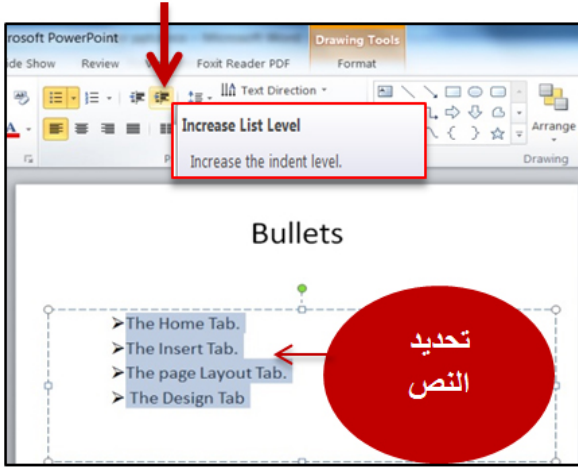 rosoft PowerPoint
Drawing Tools
de Show Review Foxit Reader PDF Format
Text Direction
A
Arrange
Increase List Level
Increase the indent level.
P
Drawing
Bullets
➢The Home Tab.
➢The Insert Tab.
➢The page Layout Tab.
➢ The Design Tab
تحديد
النص